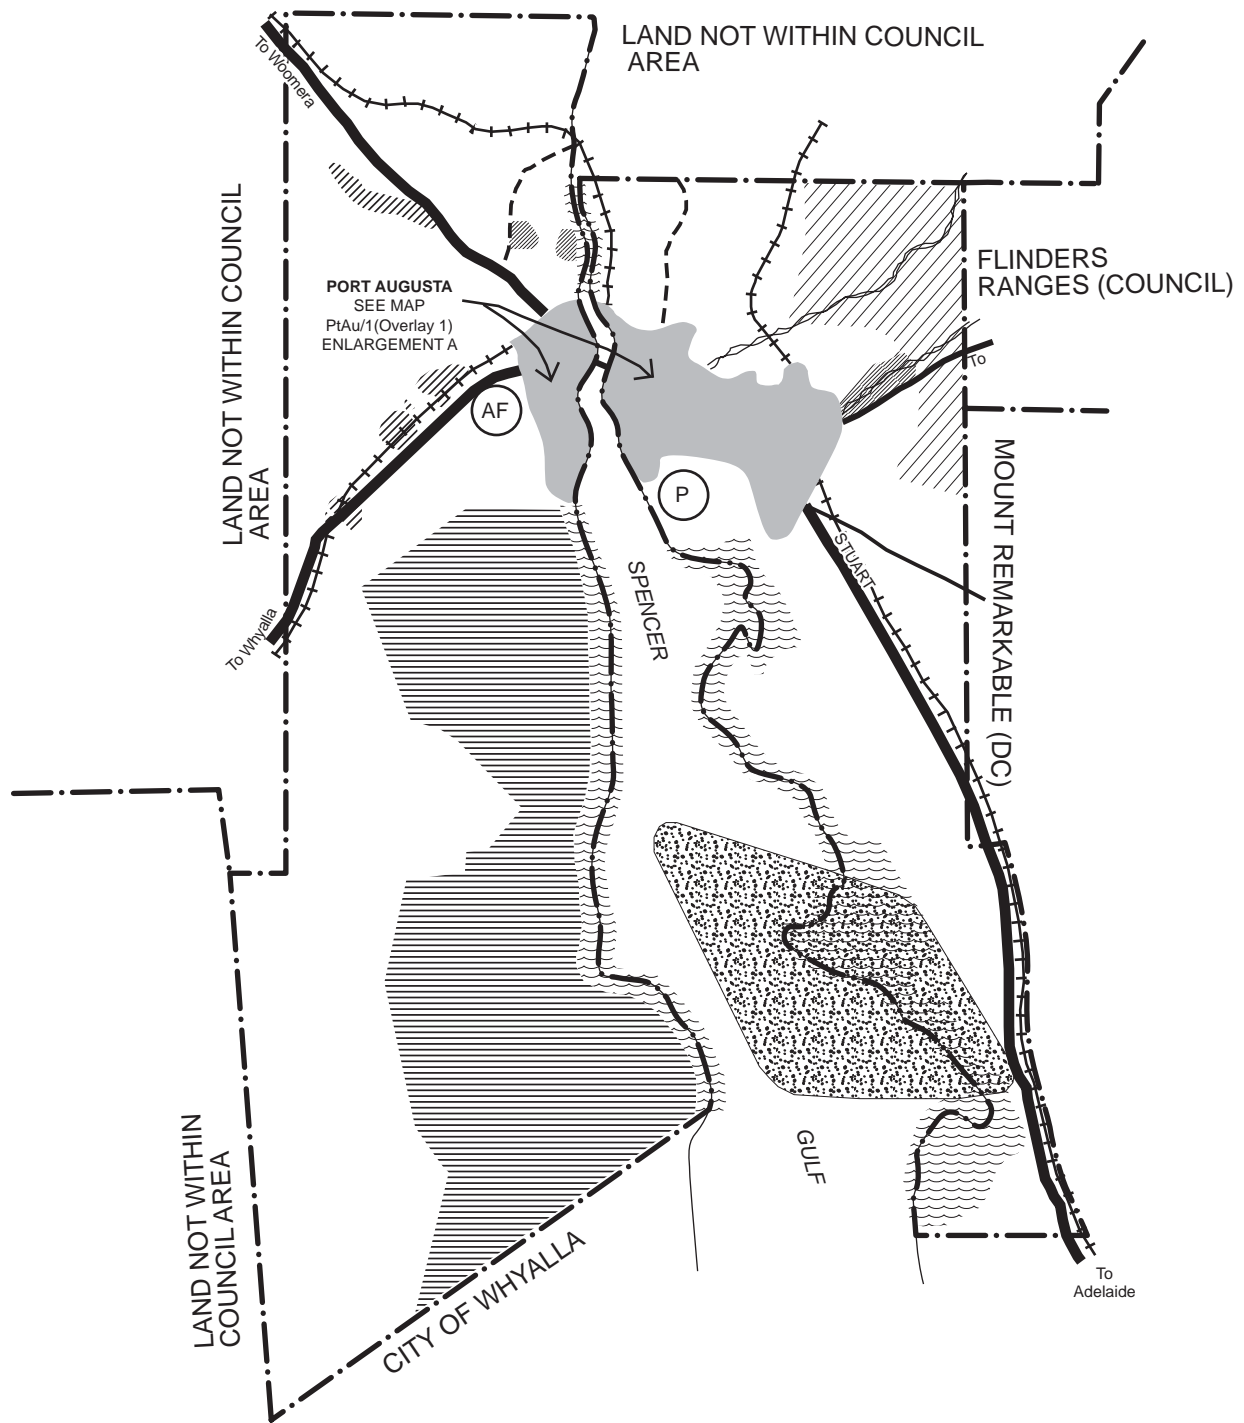 LAND NOT WITHIN COUNCIL
AREA
To Woomera
LAND NOT WITHIN COUNCIL
AREA
FLINDERS
RANGES (COUNCIL)
PORT AUGUSTA
SEE MAP
PtAu/1(Overlay 1)
ENLARGEMENT A
To
AF
P
MOUNT REMARKABLE (DC)
STUART
SPENCER
To Whyalla
LAND NOT WITHIN
COUNCIL AREA
GULF
CITY OF WHYALLA
To
Adelaide